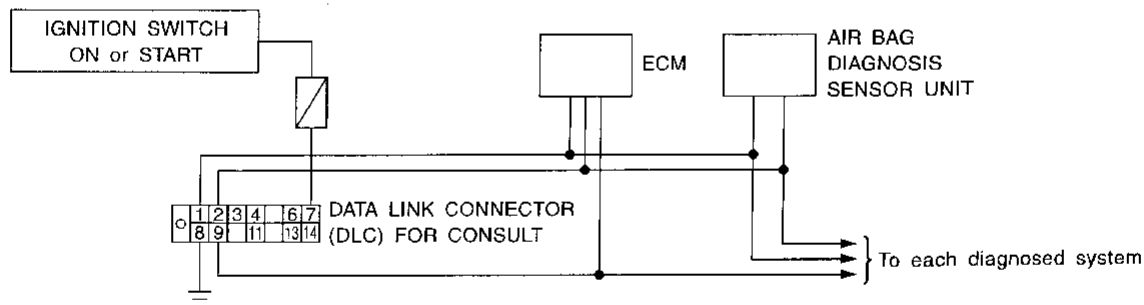 IGNITION SWITCH
ON or START
ECM
AIR BAG
DIAGNOSIS
SENSOR UNIT
1 2 3 4 6 7
8 9 11 13 14
DATA LINK CONNECTOR
(DLC) FOR CONSULT
To each diagnosed system